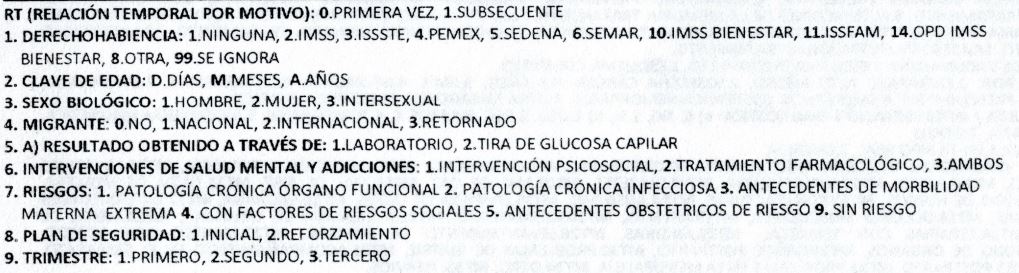 RT (RELACIÓN TEMPORAL POR MOTIVO): 0.PRIMERA VEZ, 1.SUBSECUENTE
1. DERECHOHABIENCIA: 1.NINGUNA, 2.IMSS, 3.ISSSTE, 4.PEMEX, 5.SEDENA, 6.SEMAR, 10.IMSS BIENESTAR, 11.ISSFAM, 14.OPD IMSS
BIENESTAR, 8.OTRA, 99.SE IGNORA
2. CLAVE DE EDAD: D.DÍAS, M.MESES, A.AÑOS
3. SEXO BIOLÓGICO: 1.HOMBRE, 2.MUJER, 3.INTERSEXUAL
4. MIGRANTE: 0.NO, 1.NACIONAL, 2.INTERNACIONAL, 3.RETORNADO
5. A) RESULTADO OBTENIDO A TRAVÉS DE: 1.LABORATORIO, 2.TIRA DE GLUCOSA CAPILAR
6. INTERVENCIONES DE SALUD MENTAL Y ADICCIONES: 1.INTERVENCIÓN PSICOSOCIAL, 2.TRATAMIENTO FARMACOLÓGICO, 3.AMBOS
7. RIESGOS: 1. PATOLOGÍA CRÓNICA ÓRGANO FUNCIONAL 2. PATOLOGÍA CRÓNICA INFECCIOSA 3. ANTECEDENTES DE MORBILIDAD
MATERNA EXTREMA 4. CON FACTORES DE RIESGOS SOCIALES 5. ANTECEDENTES OBSTÉTRICOS DE RIESGO 9. SIN RIESGO
8. PLAN DE SEGURIDAD: 1.INICIAL, 2.REFORZAMIENTO
9. TRIMESTRE: 1.PRIMERO, 2.SEGUNDO, 3.TERCERO